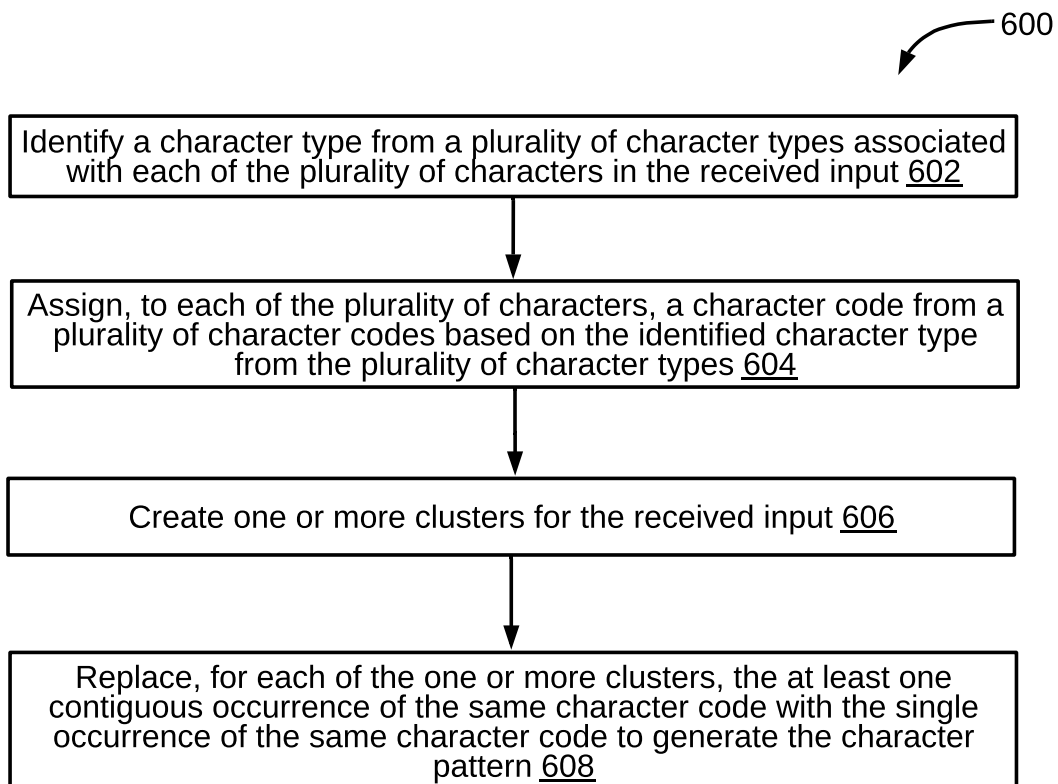 600
Identify a character type from a plurality of character types associated
with each of the plurality of characters in the received input 602
Assign, to each of the plurality of characters, a character code from a
plurality of character codes based on the identified character type
from the plurality of character types 604
Create one or more clusters for the received input 606
Replace, for each of the one or more clusters, the at least one
contiguous occurrence of the same character code with the single
occurrence of the same character code to generate the character
pattern 608